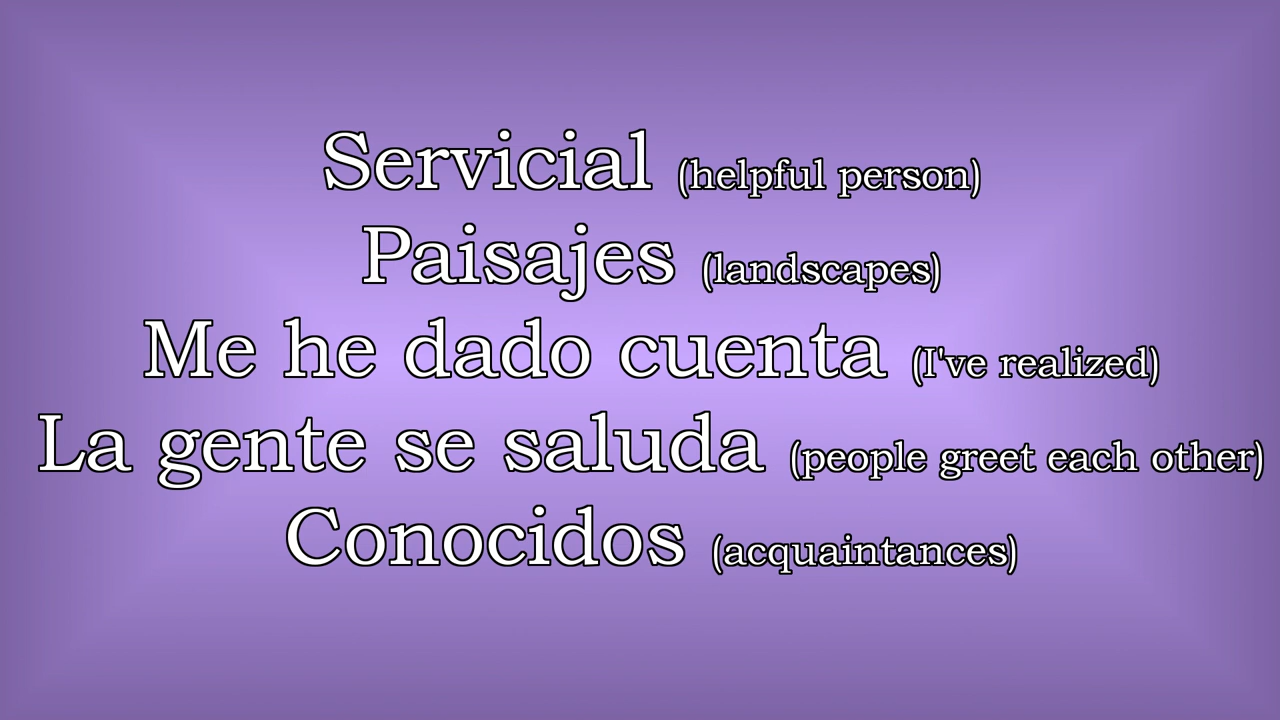 Servicial (helpful person)
Paisajes (landscapes)
Me he dado cuenta (I've realized)
La gente se saluda (people greet each other)
Conocidos (acquaintances)